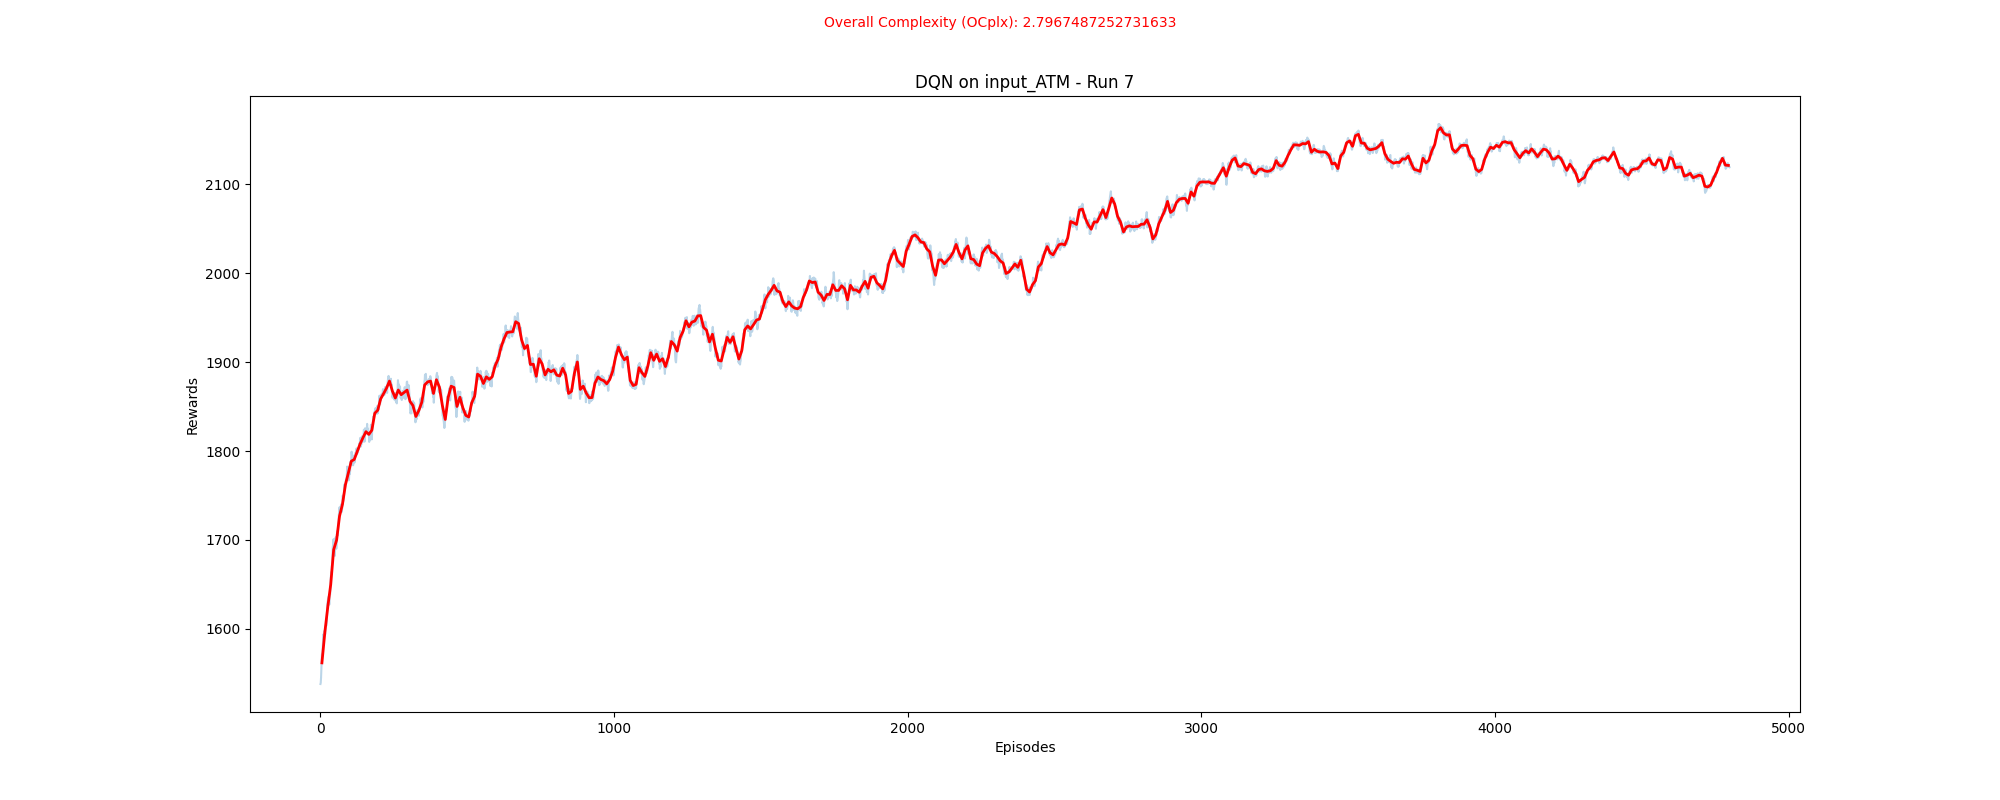 Overall Complexity (OCplx): 2.7967487252731633
DQN on input_ATM - Run 7
Rewards
2100
2000
1900
1800
1700
1600
0 1000 2000 3000 4000 5000
Episodes